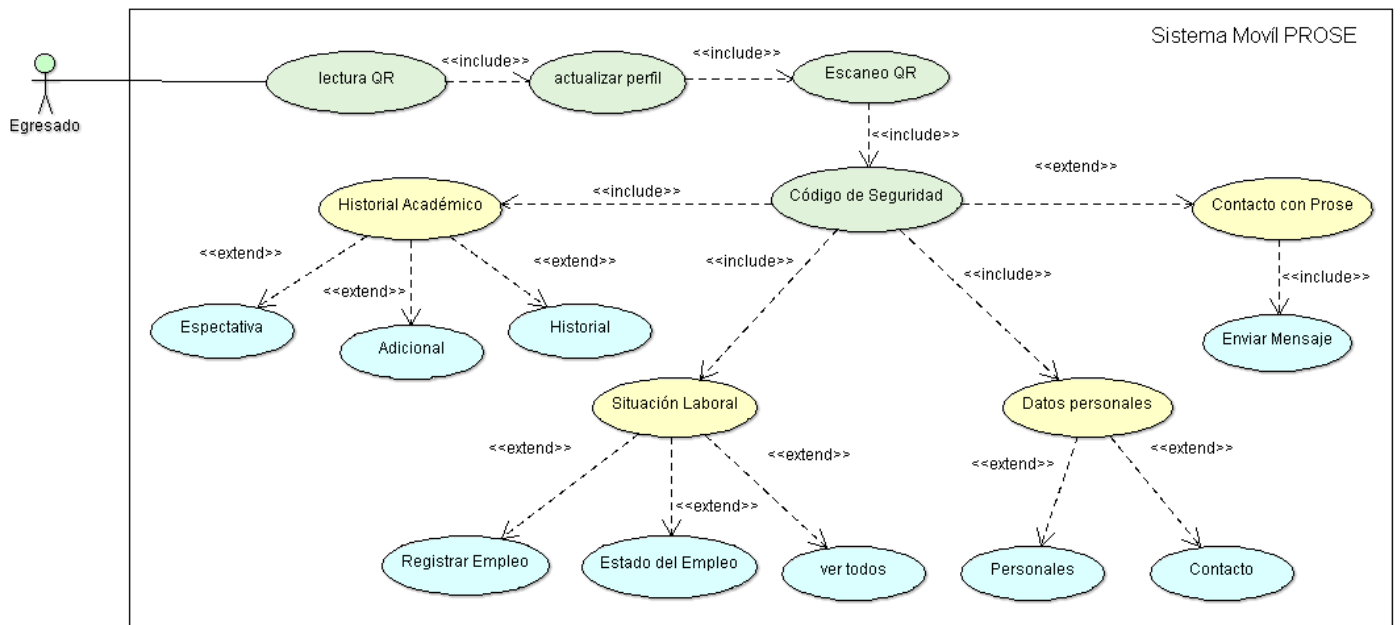 Sistema Movíl PROSE
Egresado
lectura QR
<<include>>
actualizar perfil
<<include>>
Escaneo QR
<<include>>
Código de Seguridad
<<extend>>
Contacto con Prose
<<include>>
Enviar Mensaje
<<include>>
Historial Académico
<<extend>>
<<extend>>
<<extend>>
Espectativa
Adicional
Historial
<<include>>
<<include>>
Situación Laboral
Datos personales
<<extend>>
<<extend>>
<<extend>>
<<extend>>
<<extend>>
Registrar Empleo
Estado del Empleo
ver todos
Personales
Contacto